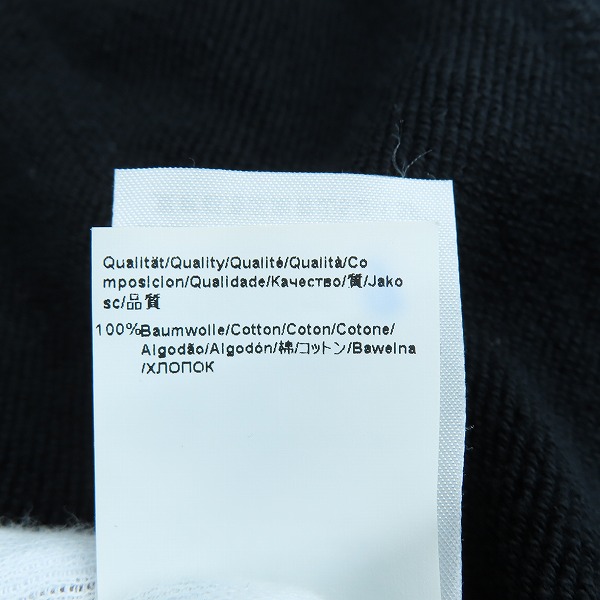 Qualität/Quality/Qualité/Qualità/Co
mposicion/Qualidade/Качество/質/Jako
sc/品質
100%Baumwolle/Cotton/Coton/Cotone/
Algodão/Algodón/棉/コットン/Bawelna
/ХЛОПОК